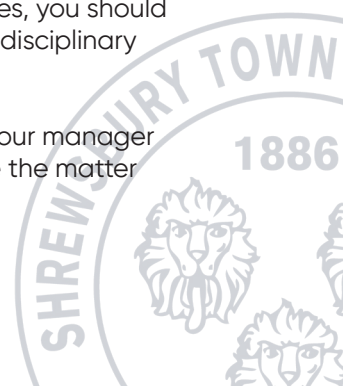 es, you should
disciplinary
our manager
the matter
SHREWSBURY TOWN
1886